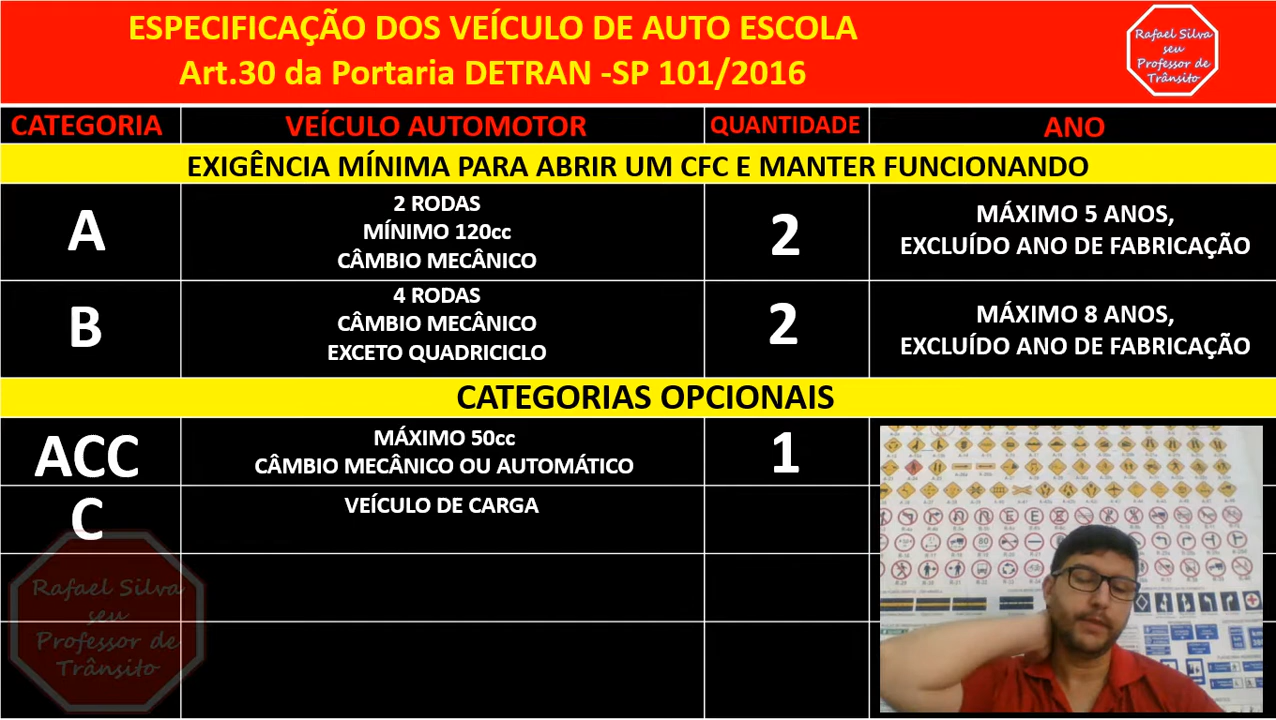 ESPECIFICAÇÃO DOS VEÍCULO DE AUTO ESCOLA
Art.30 da Portaria DETRAN -SP 101/2016
Rafael Silva
seu
Professor de
Trânsito
CATEGORIA VEÍCULO AUTOMOTOR QUANTIDADE ANO
EXIGÊNCIA MÍNIMA PARA ABRIR UM CFC E MANTER FUNCIONANDO
A
2 RODAS
MÍNIMO 120cc
CÂMBIO MECÂNICO
2
MÁXIMO 5 ANOS,
EXCLUÍDO ANO DE FABRICAÇÃO
B
4 RODAS
CÂMBIO MECÂNICO
EXCETO QUADRICICLO
2
MÁXIMO 8 ANOS,
EXCLUÍDO ANO DE FABRICAÇÃO
CATEGORIAS OPCIONAIS
ACC
MÁXIMO 50cc
CÂMBIO MECÂNICO OU AUTOMÁTICO
1
C
VEÍCULO DE CARGA
Rafael Silva
seu
Professor de
Trânsito